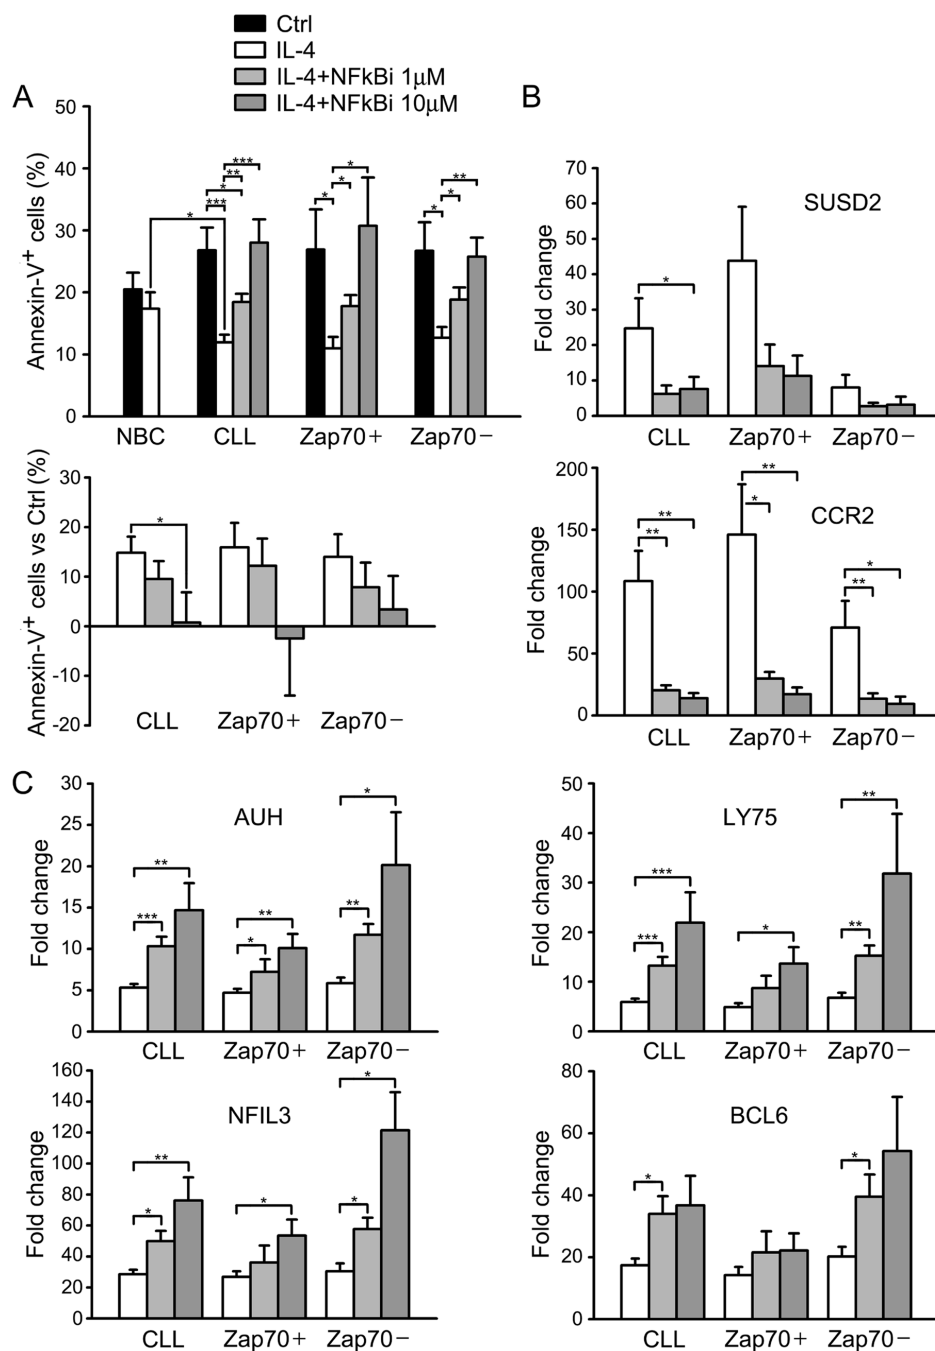 Ctrl
IL-4
IL-4+NFkBi 1μM
IL-4+NFkBi 10μM
A
Annexin-V+ cells (%)
50
40
30
20
10
0
*
***
*
**
***
*
*
*
*
*
**
NBC
CLL
Zap70+
Zap70−
Annexin-V+ cells vs Ctrl (%)
30
20
10
0
-10
-20
*
CLL
Zap70+
Zap70−
B
SUSD2
Fold change
70
60
50
40
30
20
10
0
*
CLL
Zap70+
Zap70−
CCR2
Fold change
200
150
100
50
0
**
**
**
*
*
**
CLL
Zap70+
Zap70−
C
AUH
Fold change
30
25
20
15
10
5
0
**
***
**
*
*
**
CLL
Zap70+
Zap70−
LY75
Fold change
50
40
30
20
10
0
***
***
*
**
**
CLL
Zap70+
Zap70−
NFIL3
Fold change
160
140
120
100
80
60
40
20
0
**
*
*
*
*
CLL
Zap70+
Zap70−
BCL6
Fold change
80
60
40
20
0
*
*
CLL
Zap70+
Zap70−